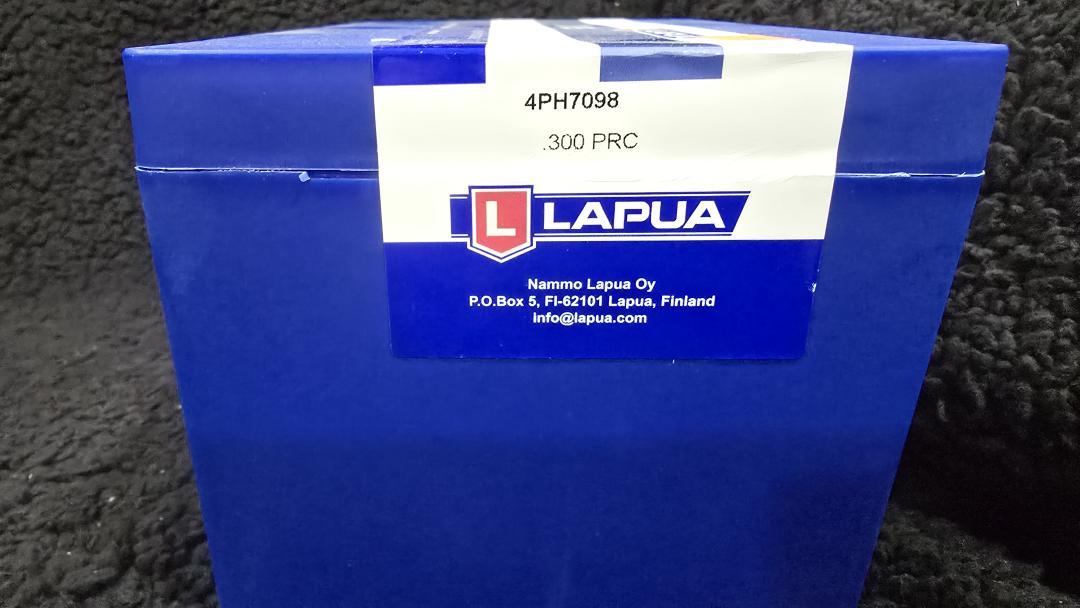 4PH7098
.300 PRC
L LAPUA
Nammo Lapua Oy
P.O.Box 5, FI-62101 Lapua, Finland
info@lapua.com